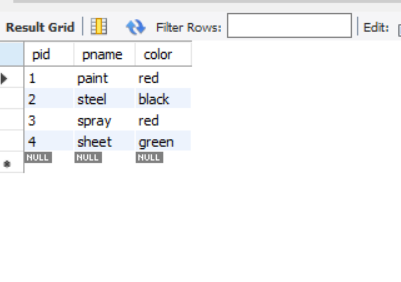 Result Grid Filter Rows: Edit:
pid pname color
1 paint red
2 steel black
3 spray red
4 sheet green
NULL NULL NULL